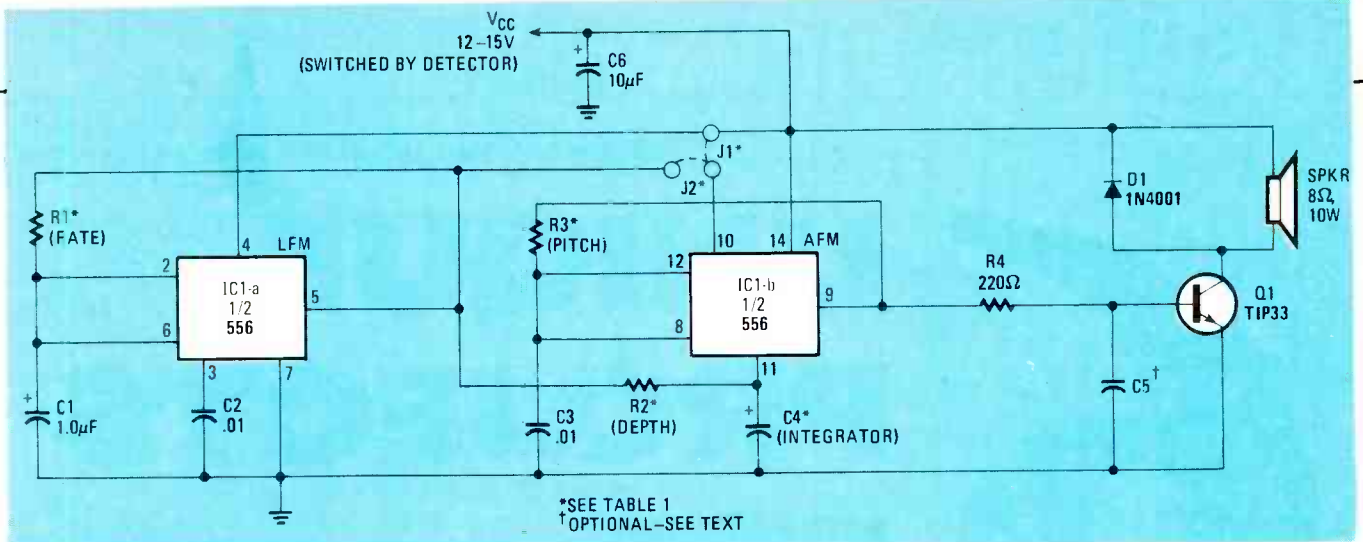 VCC
12–15V
(SWITCHED BY DETECTOR)
+
C6
10µF
J1*
J2*
R1*
(FATE)
4
LFM
2
IC1-a
1/2
556
5
6
3
7
+
C1
1.0µF
C2
.01
R3*
(PITCH)
10
14
AFM
12
IC1-b
1/2
556
9
8
11
R2*
(DEPTH)
C3
.01
+
C4*
(INTEGRATOR)
R4
220Ω
D1
1N4001
SPKR
8Ω,
10W
Q1
TIP33
C5†
*SEE TABLE 1
†OPTIONAL–SEE TEXT